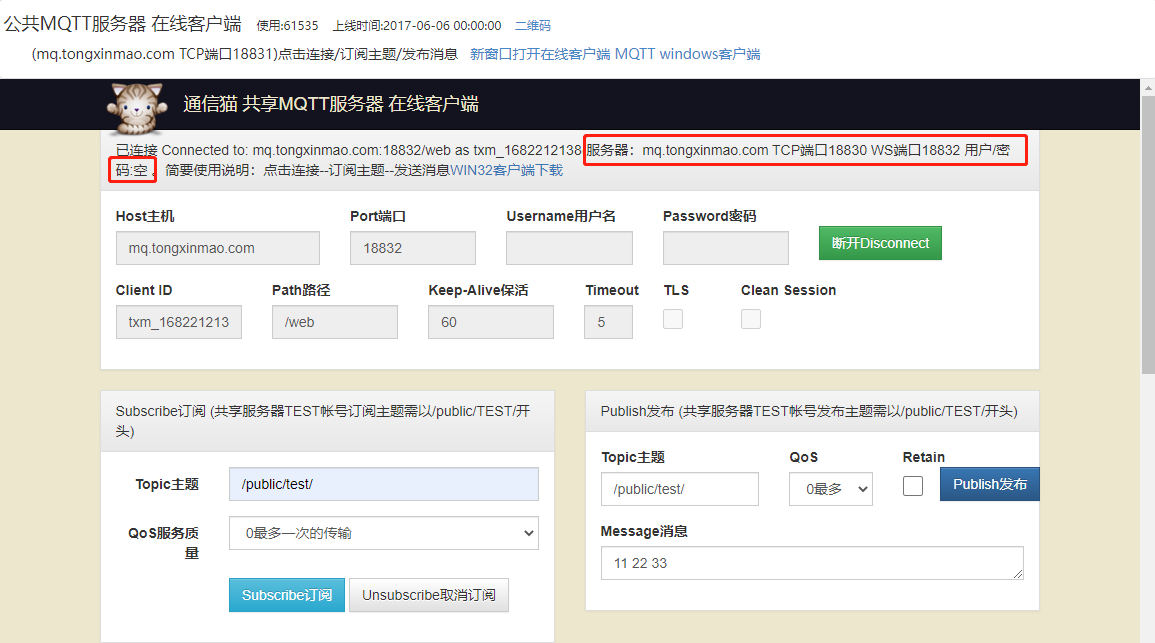 公共MQTT服务器 在线客户端 使用:61535 上线时间:2017-06-06 00:00:00 二维码
(mq.tongxinmao.com TCP端口18831)点击连接/订阅主题/发布消息 新窗口打开在线客户端 MQTT windows客户端
通信猫 共享MQTT服务器 在线客户端
已连接 Connected to: mq.tongxinmao.com:18832/web as txm_1682212138 服务器：mq.tongxinmao.com TCP端口18830 WS端口18832 用户/密
码:空 。简要使用说明：点击连接--订阅主题--发送消息WIN32客户端下载
Host主机 Port端口 Username用户名 Password密码
mq.tongxinmao.com 18832 断开Disconnect
Client ID Path路径 Keep-Alive保活 Timeout TLS Clean Session
txm_168221213 /web 60 5
Subscribe订阅 (共享服务器TEST帐号订阅主题需以/public/TEST/开
头)
Topic主题 /public/test/
QoS服务质
量
0最多一次的传输
Subscribe订阅 Unsubscribe取消订阅
Publish发布 (共享服务器TEST帐号发布主题需以/public/TEST/开头)
Topic主题 QoS Retain
/public/test/ 0最多 Publish发布
Message消息
11 22 33